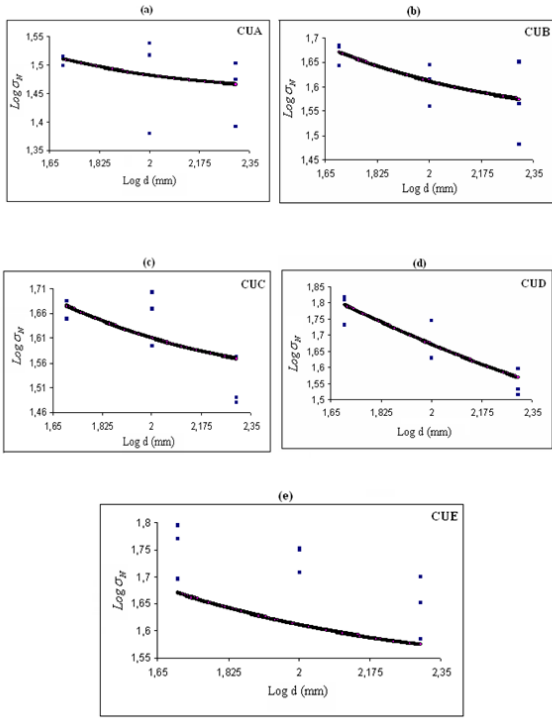 (a)
CUA
1,55
1,5
1,45
1,4
1,35
Log σN
1,65 1,825 2 2,175 2,35
Log d (mm)
(b)
CUB
1,7
1,65
1,6
1,55
1,5
1,45
Log σN
1,65 1,825 2 2,175 2,35
Log d (mm)
(c)
CUC
1,71
1,66
1,61
1,56
1,51
1,46
Log σN
1,65 1,825 2 2,175 2,35
Log d (mm)
(d)
CUD
1,85
1,8
1,75
1,7
1,65
1,6
1,55
1,5
Log σN
1,65 1,825 2 2,175 2,35
Log d (mm)
(e)
CUE
1,8
1,75
1,7
1,65
1,6
1,55
Log σN
1,65 1,825 2 2,175 2,35
Log d (mm)